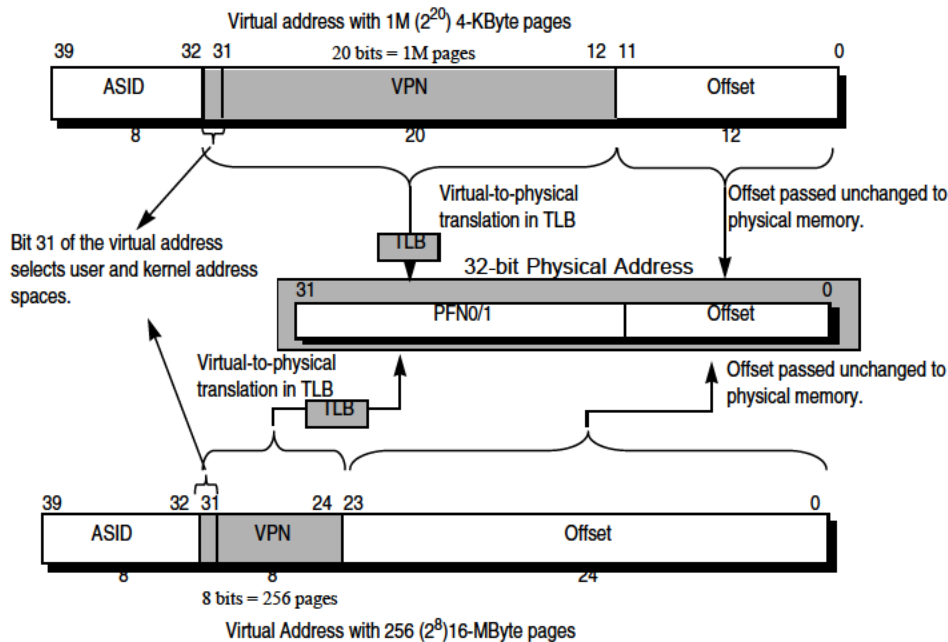 Virtual address with 1M (2²⁰) 4-KByte pages
39 32 31 20 bits = 1M pages 12 11 0
ASID VPN Offset
8 20 12
Virtual-to-physical
translation in TLB
Offset passed unchanged to
physical memory.
TLB
Bit 31 of the virtual address
selects user and kernel address
spaces.
32-bit Physical Address
31 0
PFN0/1 Offset
Virtual-to-physical
translation in TLB
Offset passed unchanged to
physical memory.
TLB
39 32 31 24 23 0
ASID VPN Offset
8 8 24
8 bits = 256 pages
Virtual Address with 256 (2⁸)16-MByte pages